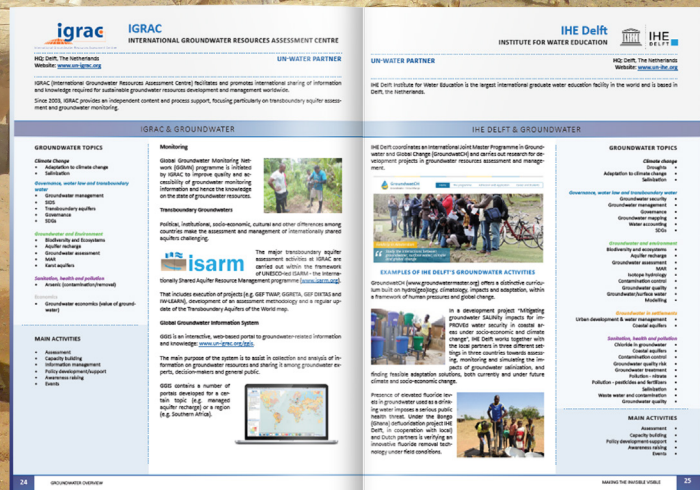 igrac
IGRAC
INTERNATIONAL GROUNDWATER RESOURCES ASSESSMENT CENTRE
HQ: Delft, The Netherlands
Website: www.un-igrac.org
UN-WATER PARTNER
IGRAC (International Groundwater Resources Assessment Centre) facilitates and promotes international sharing of information
and knowledge required for sustainable groundwater resources development and management worldwide.
Since 2003, IGRAC provides an independent content and process support, focusing particularly on transboundary aquifer assess-
ment and groundwater monitoring.
IGRAC & GROUNDWATER
GROUNDWATER TOPICS
Climate Change
• Adaptation to climate change
• Salinization
Governance, water law and transboundary
water
• Groundwater management
• SIDS
• Transboundary aquifers
• Governance
• SDGs
Groundwater and Environment
• Biodiversity and Ecosystems
• Aquifer recharge
• Groundwater assessment
• MAR
• Karst aquifers
Sanitation, health and pollution
• Arsenic (contamination/removal)
Economics
• Groundwater economics (value of ground-
water)
MAIN ACTIVITIES
• Assessment
• Capacity building
• Information management
• Policy development/support
• Awareness raising
• Events
Monitoring
Global Groundwater Monitoring Net-
work (GGMN) programme is initiated
by IGRAC to improve quality and ac-
cessibility of groundwater monitoring
information and hence the knowledge
on the state of groundwater resources.
Transboundary Groundwaters
Political, institutional, socio-economic, cultural and other differences among
countries make the assessment and management of internationally shared
aquifers challenging.
isarm
The major transboundary aquifer
assessment activities at IGRAC are
carried out within the framework
of UNESCO-led ISARM - the Interna-
tionally Shared Aquifer Resource Management programme (www.isarm.org).
That includes execution of projects (e.g. GEF TWAP, GGRETA, GEF DIKTAS and
IW-LEARN), development of an assessment methodology and a regular up-
date of the Transboundary Aquifers of the World map.
Global Groundwater Information System
GGIS is an interactive, web-based portal to groundwater-related information
and knowledge: www.un-igrac.org/ggis.
The main purpose of the system is to assist in collection and analysis of in-
formation on groundwater resources and sharing it among groundwater ex-
perts, decision-makers and general public.
GGIS contains a number of
portals developed for a cer-
tain topic (e.g. managed
aquifer recharge) or a region
(e.g. Southern Africa).
24
GROUNDWATER OVERVIEW
IHE Delft
INSTITUTE FOR WATER EDUCATION
IHE
DELFT
UN-WATER PARTNER
HQ: Delft, The Netherlands
Website: www.un-ihe.org
IHE Delft Institute for Water Education is the largest international graduate water education facility in the world and is based in
Delft, the Netherlands.
IHE DELFT & GROUNDWATER
IHE Delft coordinates an International Joint Master Programme in Ground-
water and Global Change (GroundwatCH) and carries out research for de-
velopment projects in groundwater resources assessment and manage-
ment.
GroundwatCH
EXAMPLES OF IHE DELFT'S GROUNDWATER ACTIVITIES
GroundwatCH (www.groundwatermaster.org) offers a distinctive curricu-
lum built on hydro(geo)logy, climatology, impacts and adaptation, within
a framework of human pressures and global change.
In a development project "Mitigating
groundwater SALINity impacts for im-
PROVed water security in coastal ar-
eas under socio-economic and climate
change", IHE Delft works together with
the local partners in three different set-
tings in three countries towards assess-
ing, monitoring and simulating the im-
pacts of groundwater salinization, and
finding feasible adaptation solutions, both currently and under future
climate and socio-economic change.
Presence of elevated fluoride lev-
els in groundwater used as a drink-
ing water imposes a serious public
health threat. Under the Bongo
(Ghana) defluoridation project IHE
Delft, in cooperation with local)
and Dutch partners is verifying an
innovative fluoride removal tech-
nology under field conditions.
GROUNDWATER TOPICS
Climate change
Droughts •
Adaptation to climate change •
Salinization •
Governance, water law and transboundary water
Groundwater security •
Groundwater management •
Governance •
Groundwater mapping •
Water accounting •
SDGs •
Groundwater and environment
Biodiversity and ecosystems •
Aquifer recharge •
Groundwater assessment •
MAR •
Isotope hydrology •
Contamination control •
Groundwater quality •
Groundwater/surface water •
Modelling •
Groundwater in settlements
Urban development & water management •
Coastal aquifers •
Sanitation, health and pollution
Chloride in groundwater •
Coastal aquifers •
Contamination control •
Groundwater quality risk •
Groundwater treatment •
Pollution - nitrate •
Pollution - pesticides and fertilizers •
Salinization •
Waste water and contamination •
Groundwater quality •
MAIN ACTIVITIES
Assessment •
Capacity building •
Policy development-support •
Awareness raising •
Events •
MAKING THE INVISIBLE VISIBLE
25